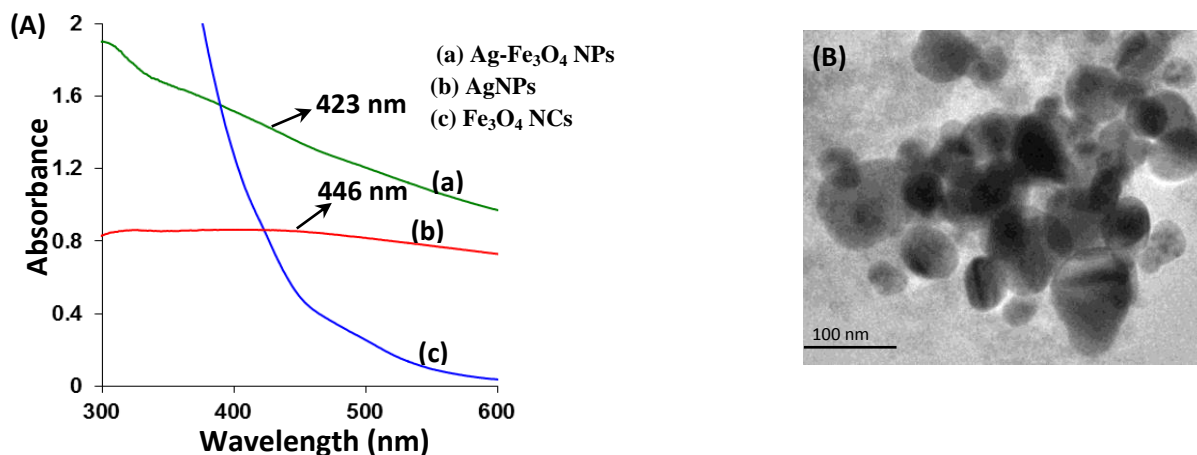 (A)
2
1.6
1.2
0.8
0.4
0
Absorbance
300
400
500
600
Wavelength (nm)
(a) Ag-Fe₃O₄ NPs
(b) AgNPs
(c) Fe₃O₄ NCs
423 nm
446 nm
(a)
(b)
(c)
(B)
100 nm